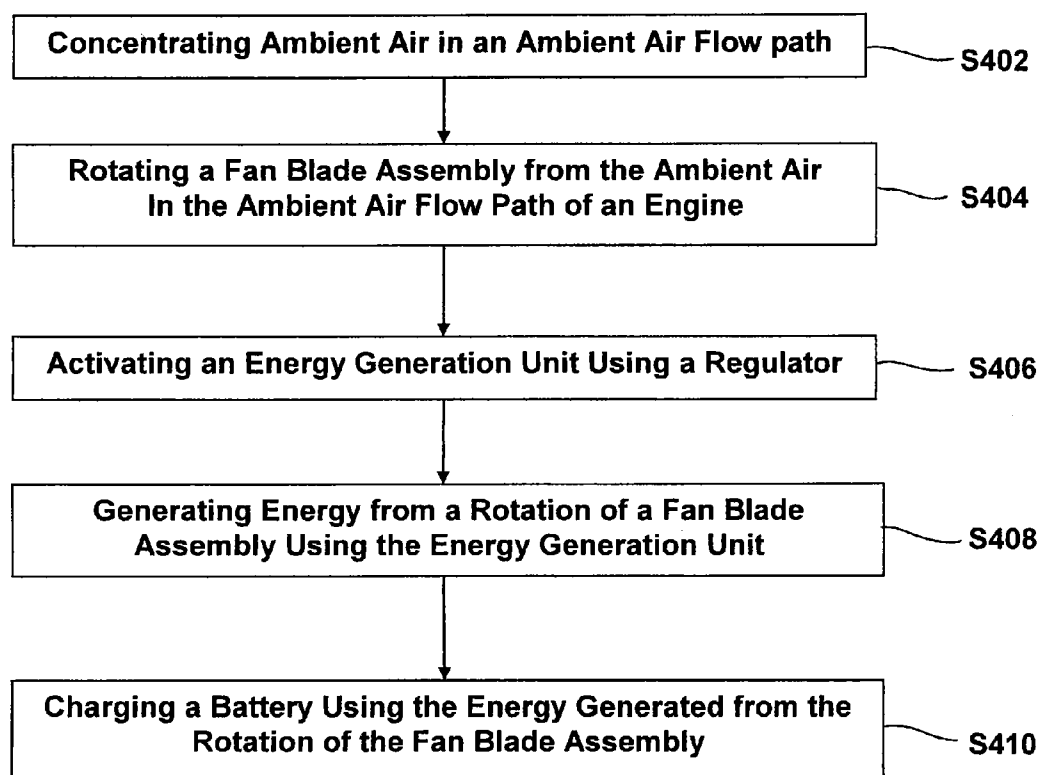 Concentrating Ambient Air in an Ambient Air Flow path
S402
Rotating a Fan Blade Assembly from the Ambient Air
In the Ambient Air Flow Path of an Engine
S404
Activating an Energy Generation Unit Using a Regulator
S406
Generating Energy from a Rotation of a Fan Blade
Assembly Using the Energy Generation Unit
S408
Charging a Battery Using the Energy Generated from the
Rotation of the Fan Blade Assembly
S410